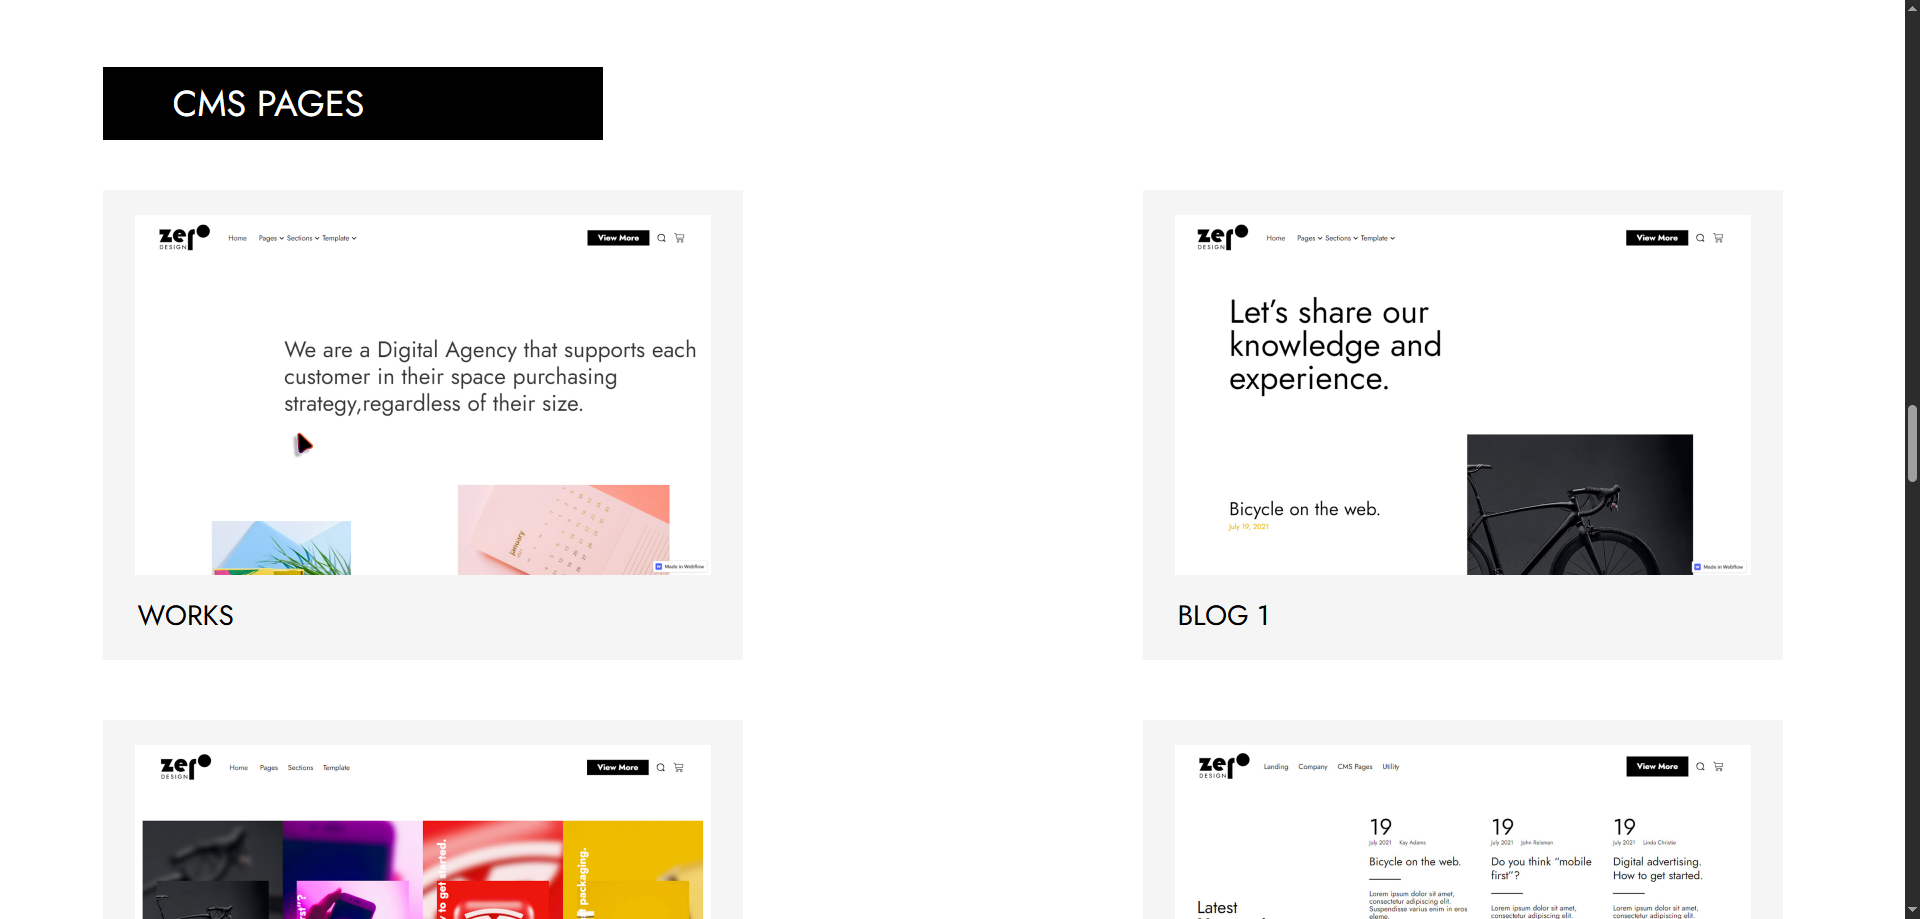 CMS PAGES
zero
DESIGN
Home Pages Sections Template
View More
We are a Digital Agency that supports each
customer in their space purchasing
strategy,regardless of their size.
january
Made in Webflow
WORKS
zero
DESIGN
Home Pages Sections Template
View More
Let's share our
knowledge and
experience.
Bicycle on the web.
July 19, 2021
Made in Webflow
BLOG 1
zero
DESIGN
Home Pages Sections Template
View More
y to get started.
packaging.
zero
DESIGN
Landing Company CMS Pages Utility
View More
19
July 2021 Kay Adams
Bicycle on the web.
Lorem ipsum dolor sit amet,
consectetur adipiscing elit.
Suspendisse varius enim in eros
eleme.
19
July 2021 John Reisman
Do you think “mobile
first”?
Lorem ipsum dolor sit amet,
consectetur adipiscing elit.
19
July 2021 Linda Christie
Digital advertising.
How to get started.
Lorem ipsum dolor sit amet,
consectetur adipiscing elit.
Latest